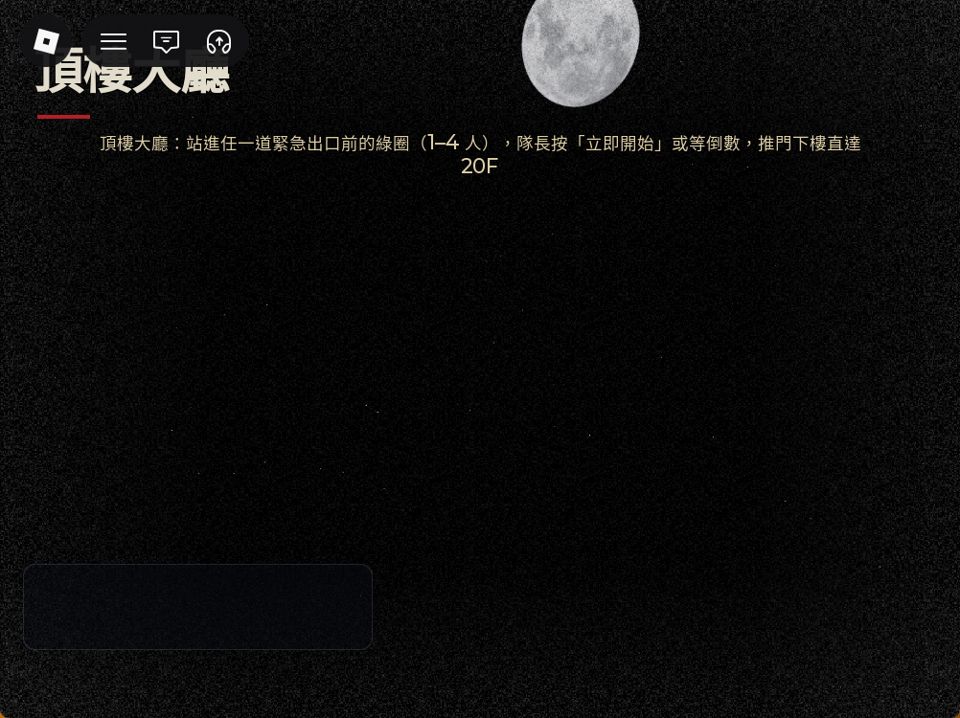 頂樓大廳
頂樓大廳：站進任一道緊急出口前的綠圈（1–4 人），隊長按「立即開始」或等倒數，推門下樓直達
20F